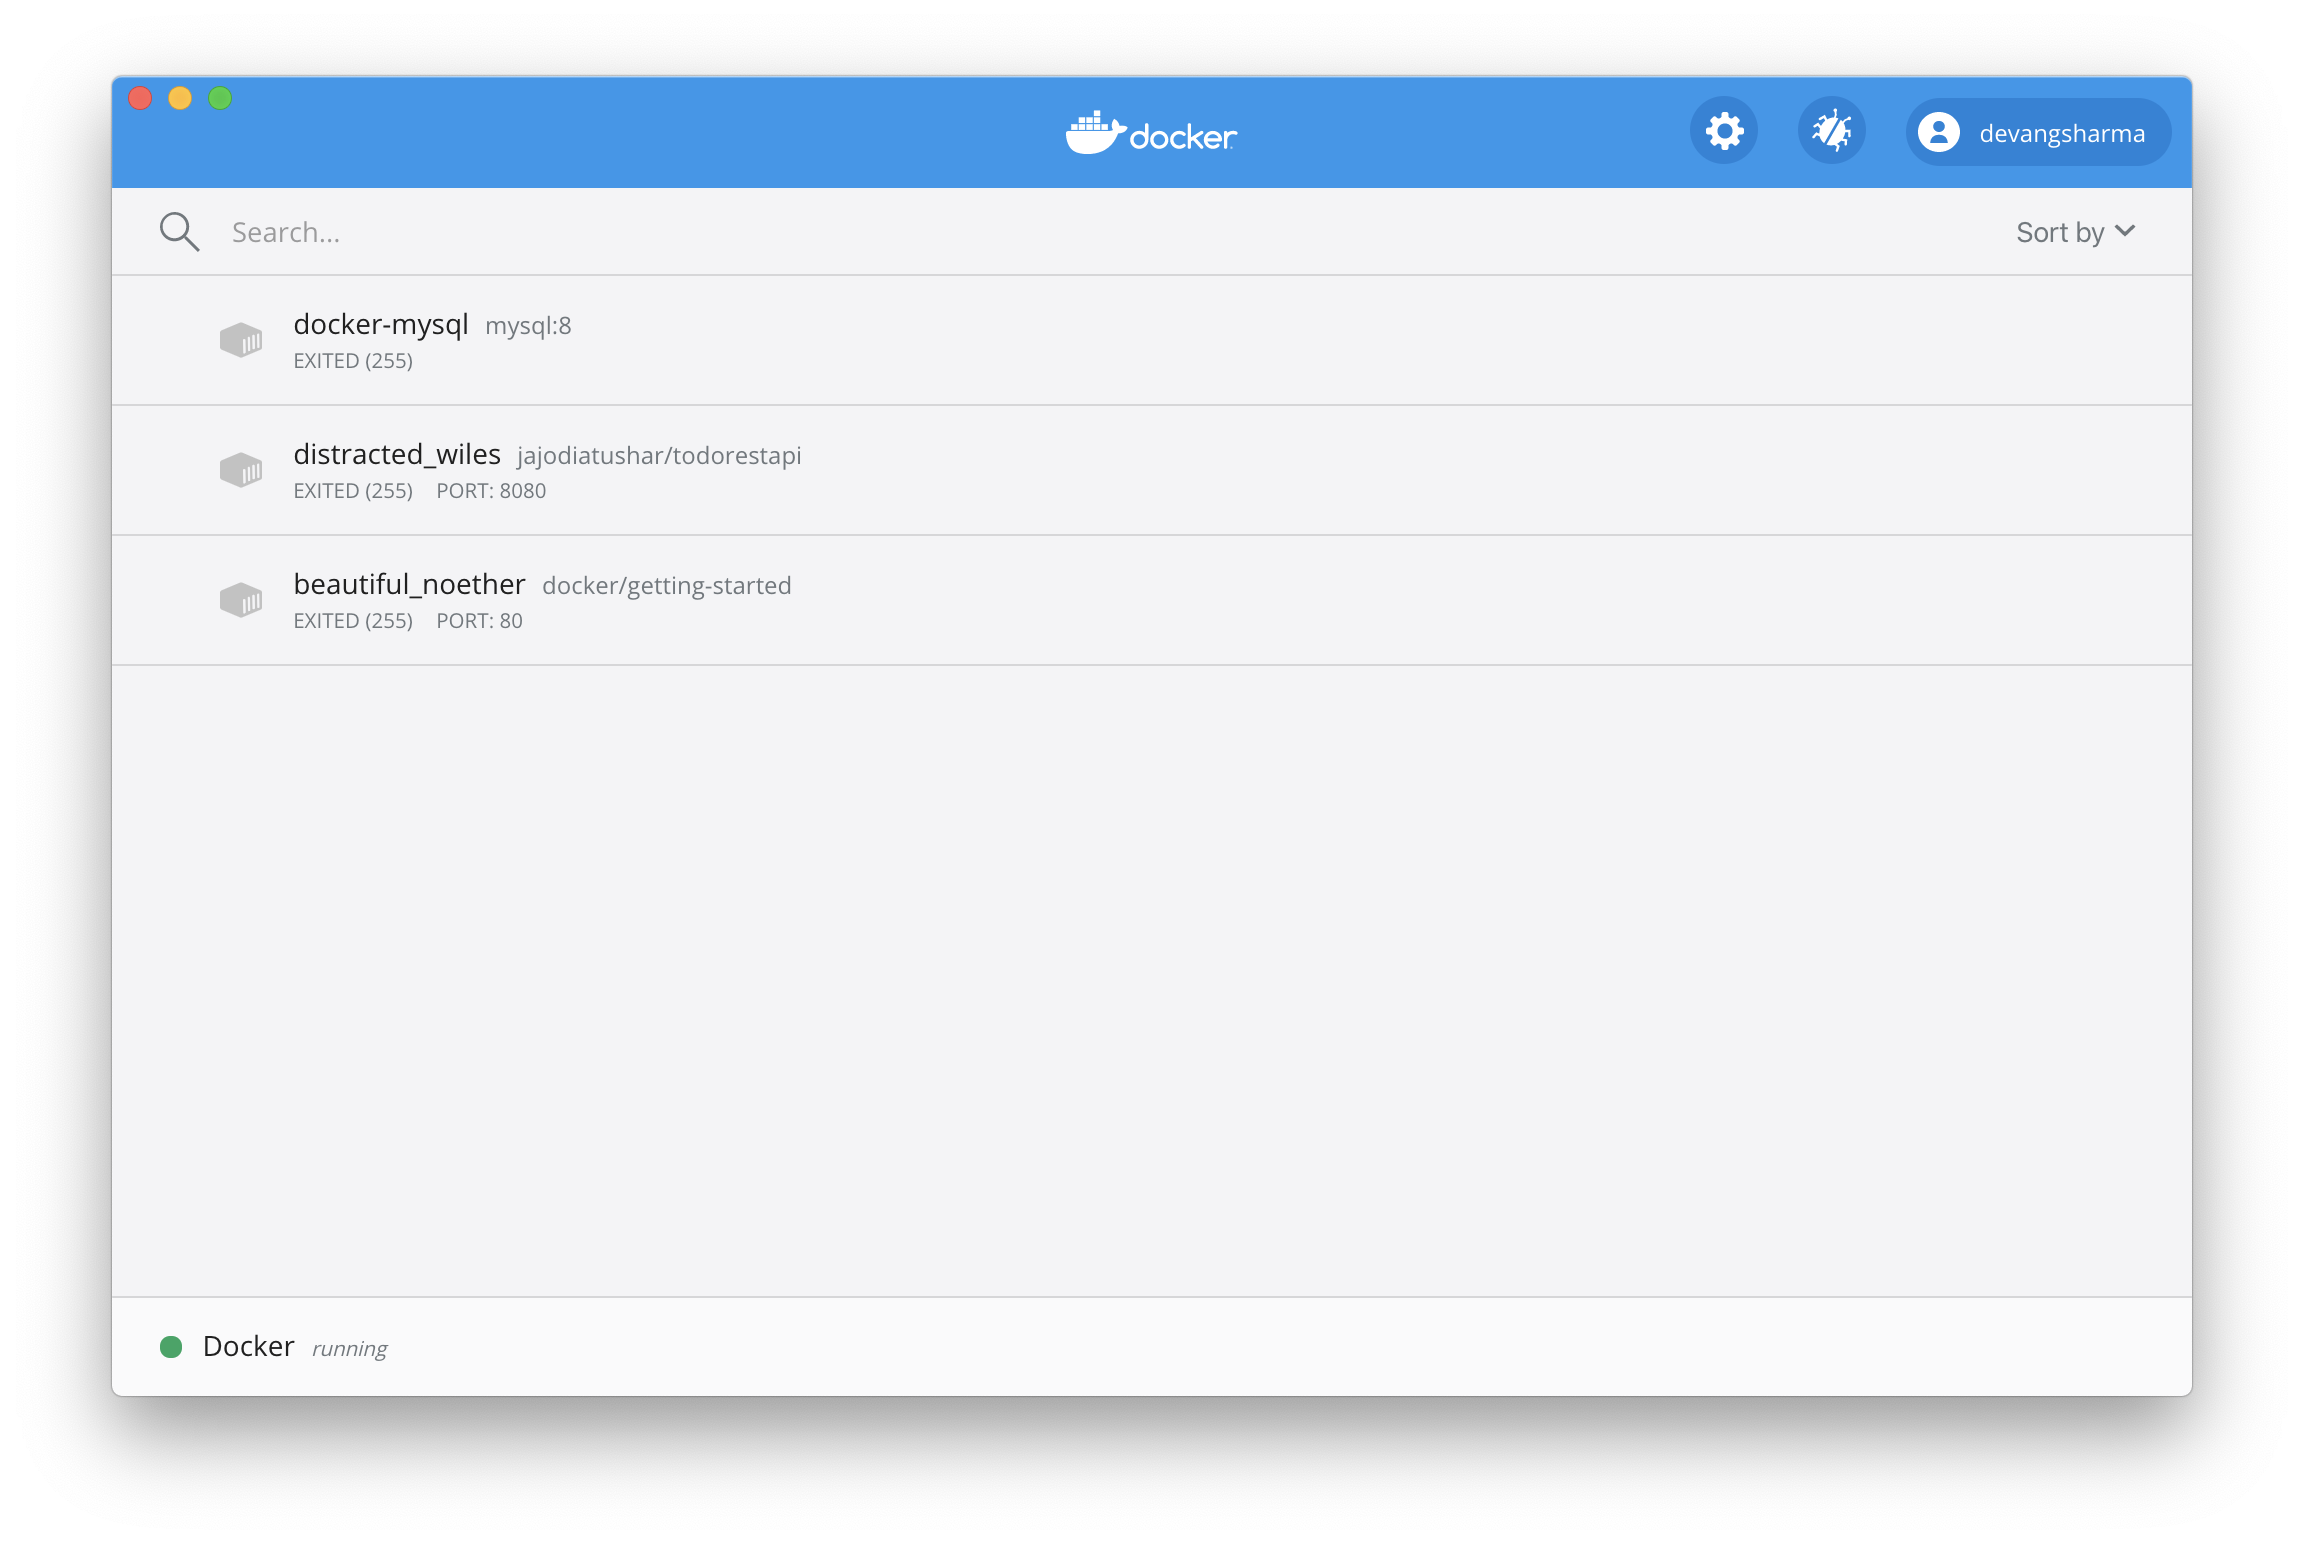 docker
devangsharma
Search...
Sort by
docker-mysql mysql:8
EXITED (255)
distracted_wiles jajodiatushar/todorestapi
EXITED (255) PORT: 8080
beautiful_noether docker/getting-started
EXITED (255) PORT: 80
Docker running